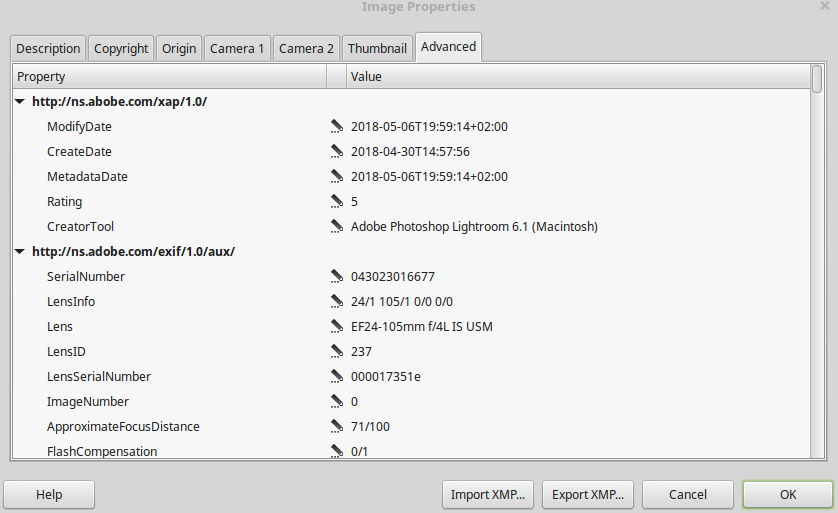 Image Properties
Description Copyright Origin Camera 1 Camera 2 Thumbnail Advanced
Property Value
http://ns.abobe.com/xap/1.0/
ModifyDate 2018-05-06T19:59:14+02:00
CreateDate 2018-04-30T14:57:56
MetadataDate 2018-05-06T19:59:14+02:00
Rating 5
CreatorTool Adobe Photoshop Lightroom 6.1 (Macintosh)
http://ns.adobe.com/exif/1.0/aux/
SerialNumber 043023016677
LensInfo 24/1 105/1 0/0 0/0
Lens EF24-105mm f/4L IS USM
LensID 237
LensSerialNumber 000017351e
ImageNumber 0
ApproximateFocusDistance 71/100
FlashCompensation 0/1
Help Import XMP... Export XMP... Cancel OK